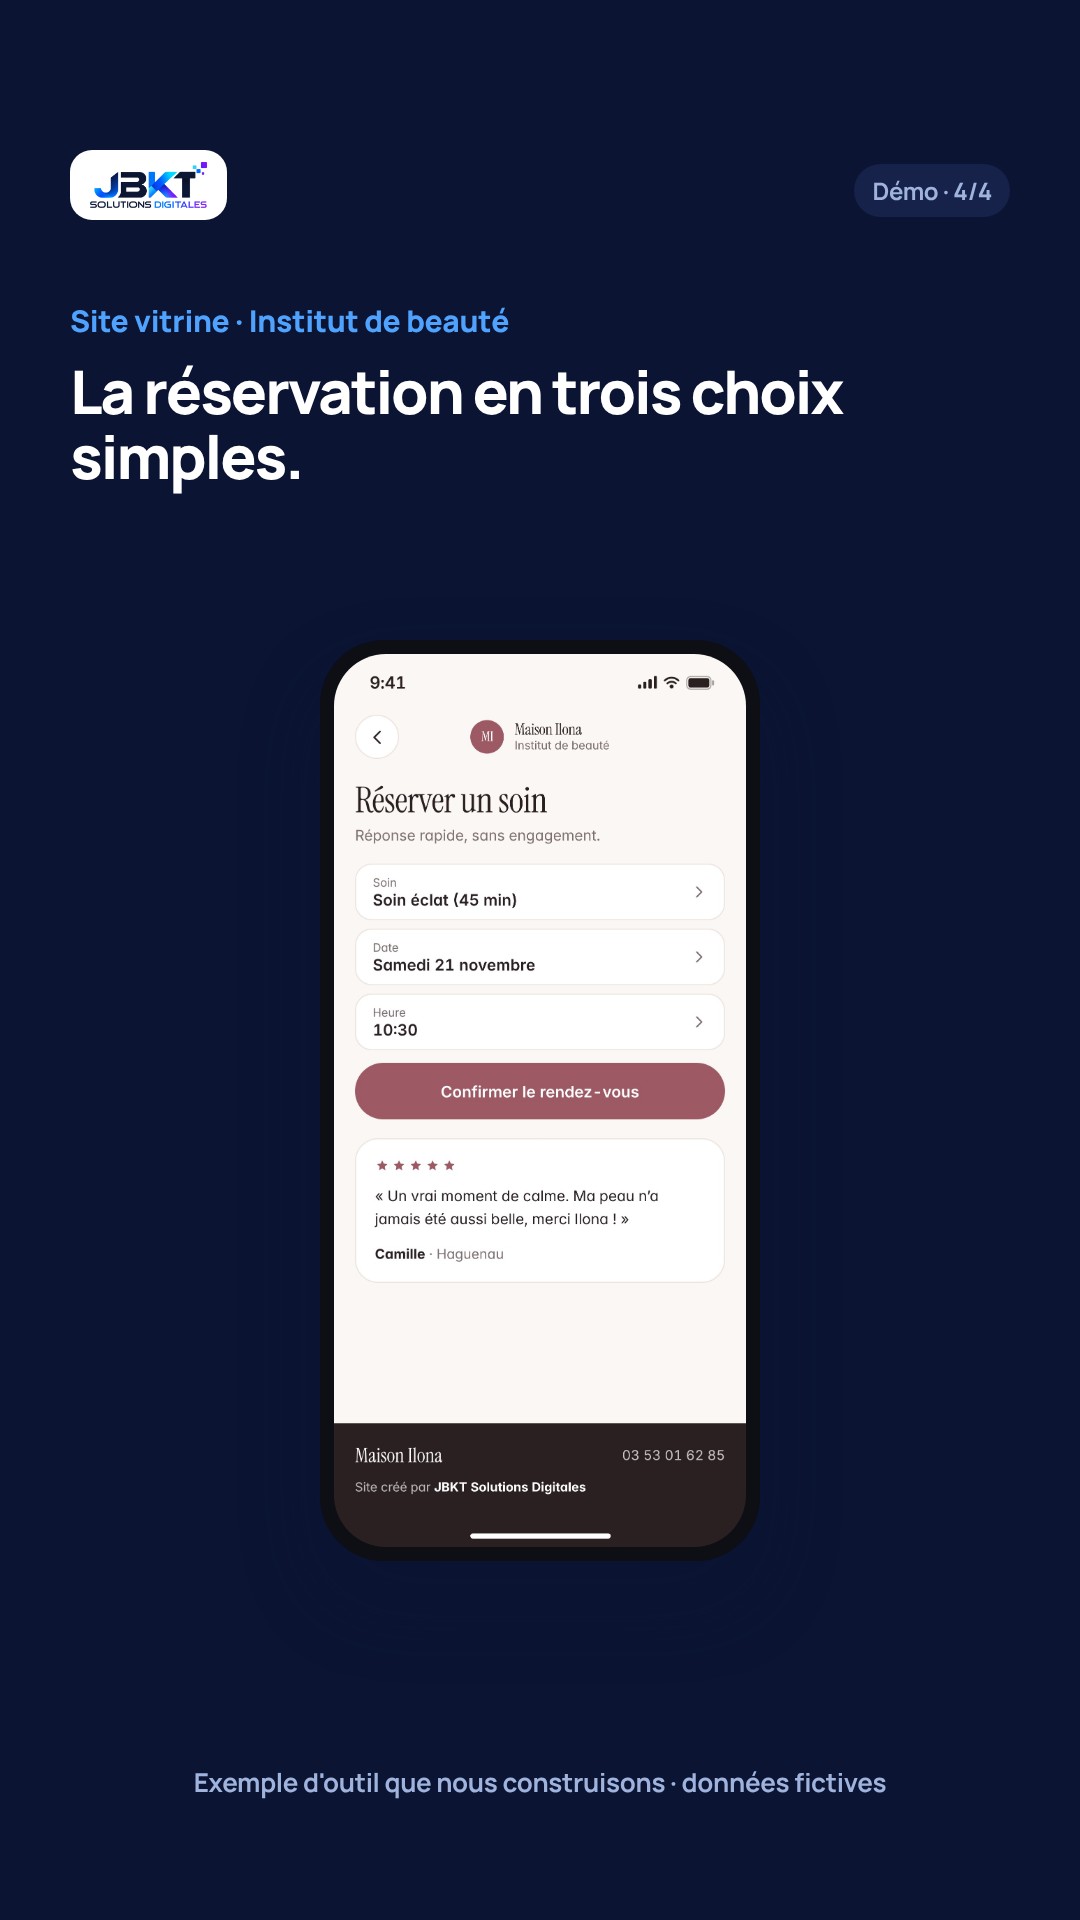 JBKT
SOLUTIONS DIGITALES
Démo · 4/4
Site vitrine · Institut de beauté
La réservation en trois choix
simples.
9:41
MI
Maison Ilona
Institut de beauté
Réserver un soin
Réponse rapide, sans engagement.
Soin
Soin éclat (45 min)
Date
Samedi 21 novembre
Heure
10:30
Confirmer le rendez-vous
« Un vrai moment de calme. Ma peau n'a
jamais été aussi belle, merci Ilona ! »
Camille · Haguenau
Maison Ilona
03 53 01 62 85
Site créé par JBKT Solutions Digitales
Exemple d'outil que nous construisons · données fictives